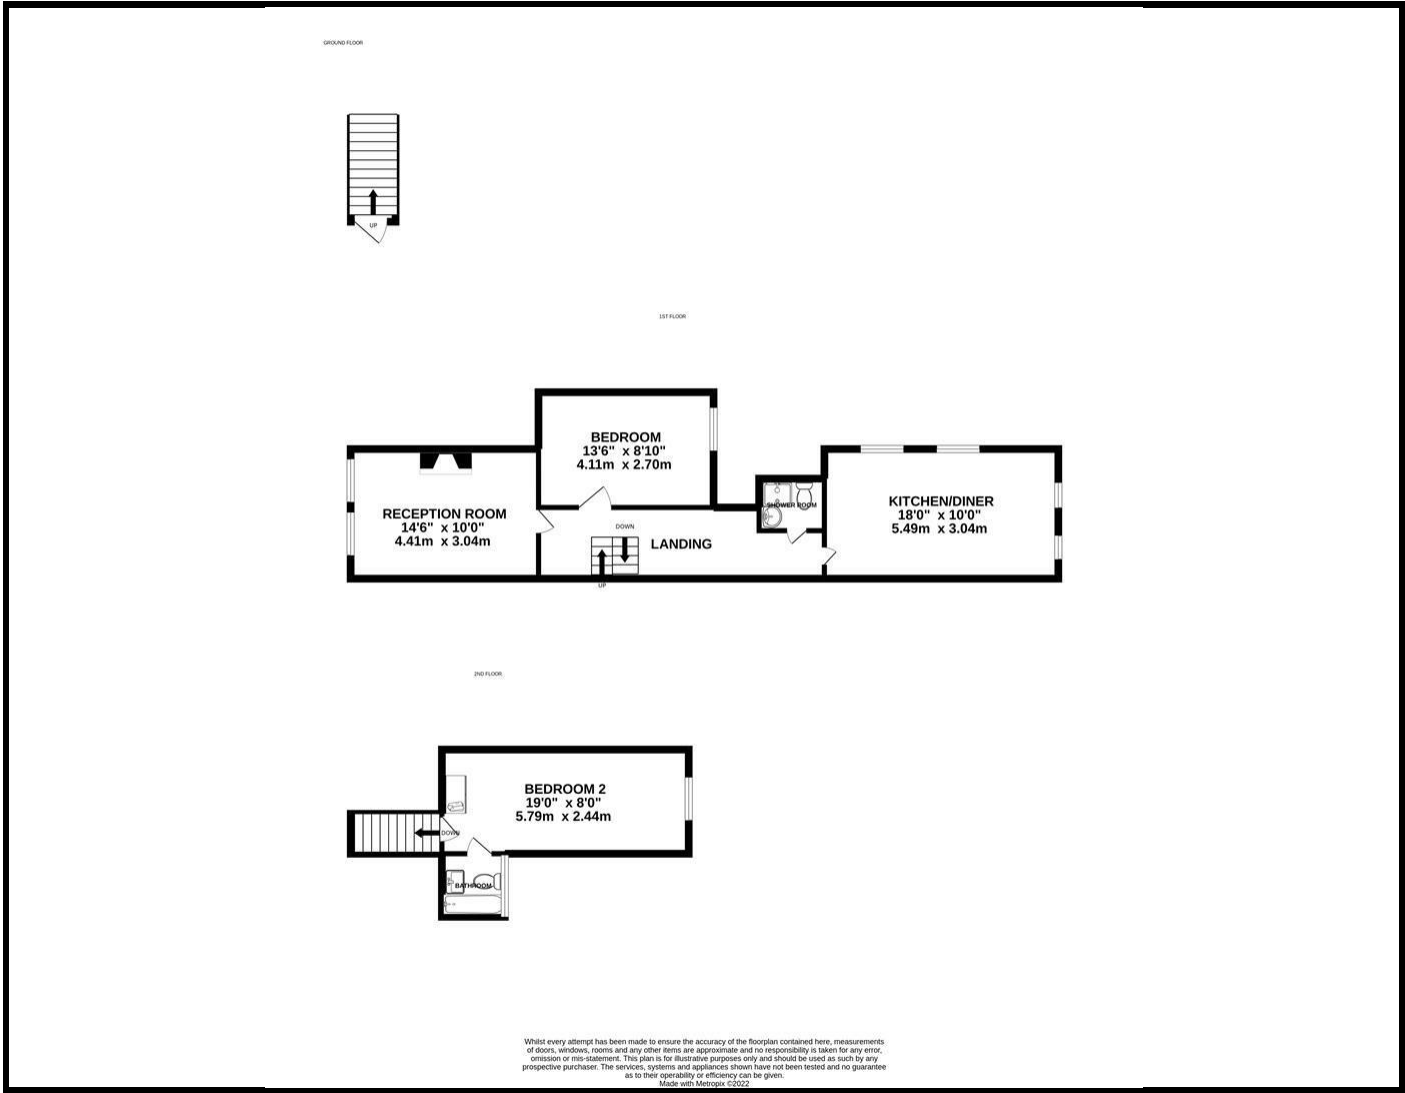 GROUND FLOOR
UP
1ST FLOOR
BEDROOM
13'6" x 8'10"
4.11m x 2.70m
RECEPTION ROOM
14'6" x 10'0"
4.41m x 3.04m
SHOWER ROOM
KITCHEN/DINER
18'0" x 10'0"
5.49m x 3.04m
DOWN
LANDING
UP
2ND FLOOR
BEDROOM 2
19'0" x 8'0"
5.79m x 2.44m
DOWN
BATHROOM
Whilst every attempt has been made to ensure the accuracy of the floorplan contained here, measurements
of doors, windows, rooms and any other items are approximate and no responsibility is taken for any error,
omission or mis-statement. This plan is for illustrative purposes only and should be used as such by any
prospective purchaser. The services, systems and appliances shown have not been tested and no guarantee
as to their operability or efficiency can be given.
Made with Metropix ©2022